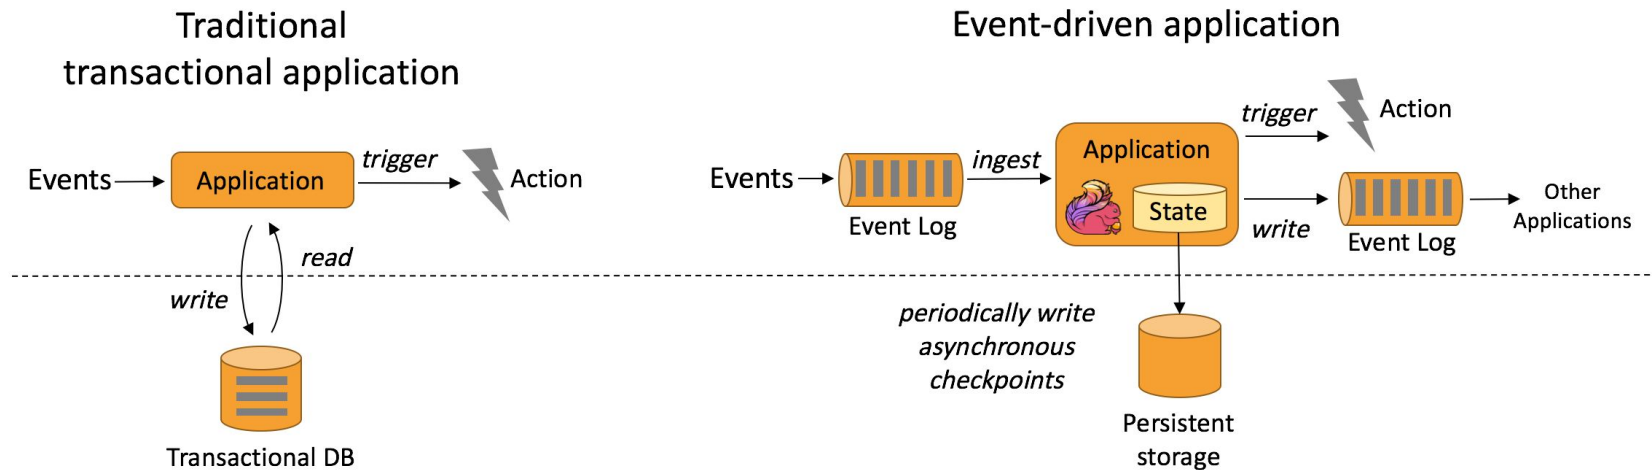 Traditional
transactional application
Events
Application
trigger
Action
read
write
Transactional DB
Event-driven application
Events
Event Log
ingest
Application
State
trigger
Action
write
Event Log
Other
Applications
periodically write
asynchronous
checkpoints
Persistent
storage